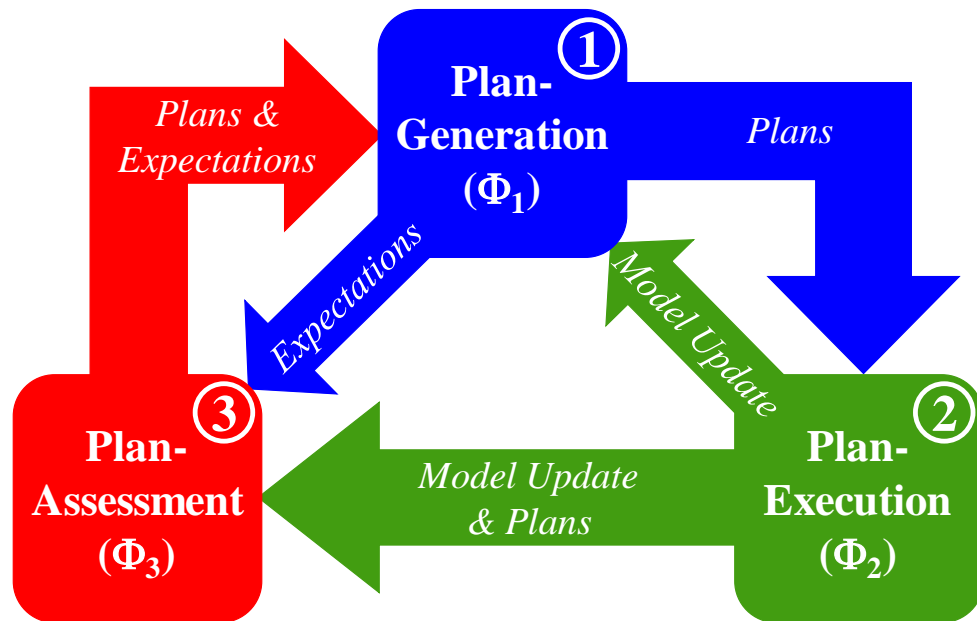 ①
Plan-
Generation
(Φ₁)
Plans &
Expectations
Plans
Expectations
Model Update
③
Plan-
Assessment
(Φ₃)
Model Update
& Plans
②
Plan-
Execution
(Φ₂)